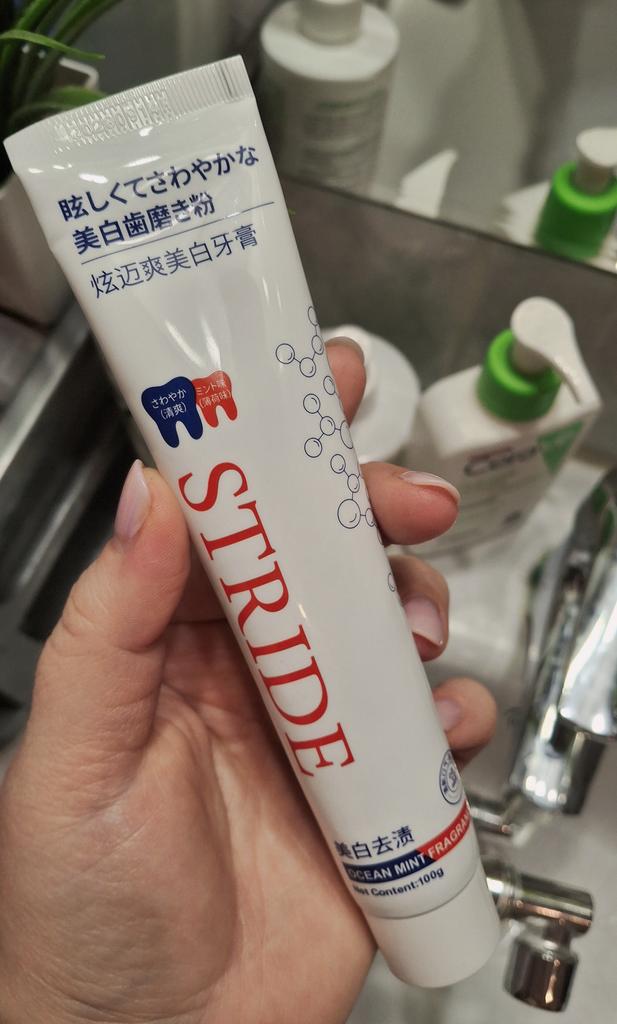 眩しくてさわやかな
美白歯磨き粉
炫迈爽美白牙膏
さわやか
(清爽)
ミント味
(薄荷味)
STRIDE
美白去渍
OCEAN MINT FRAGRAN
Net Content:100g